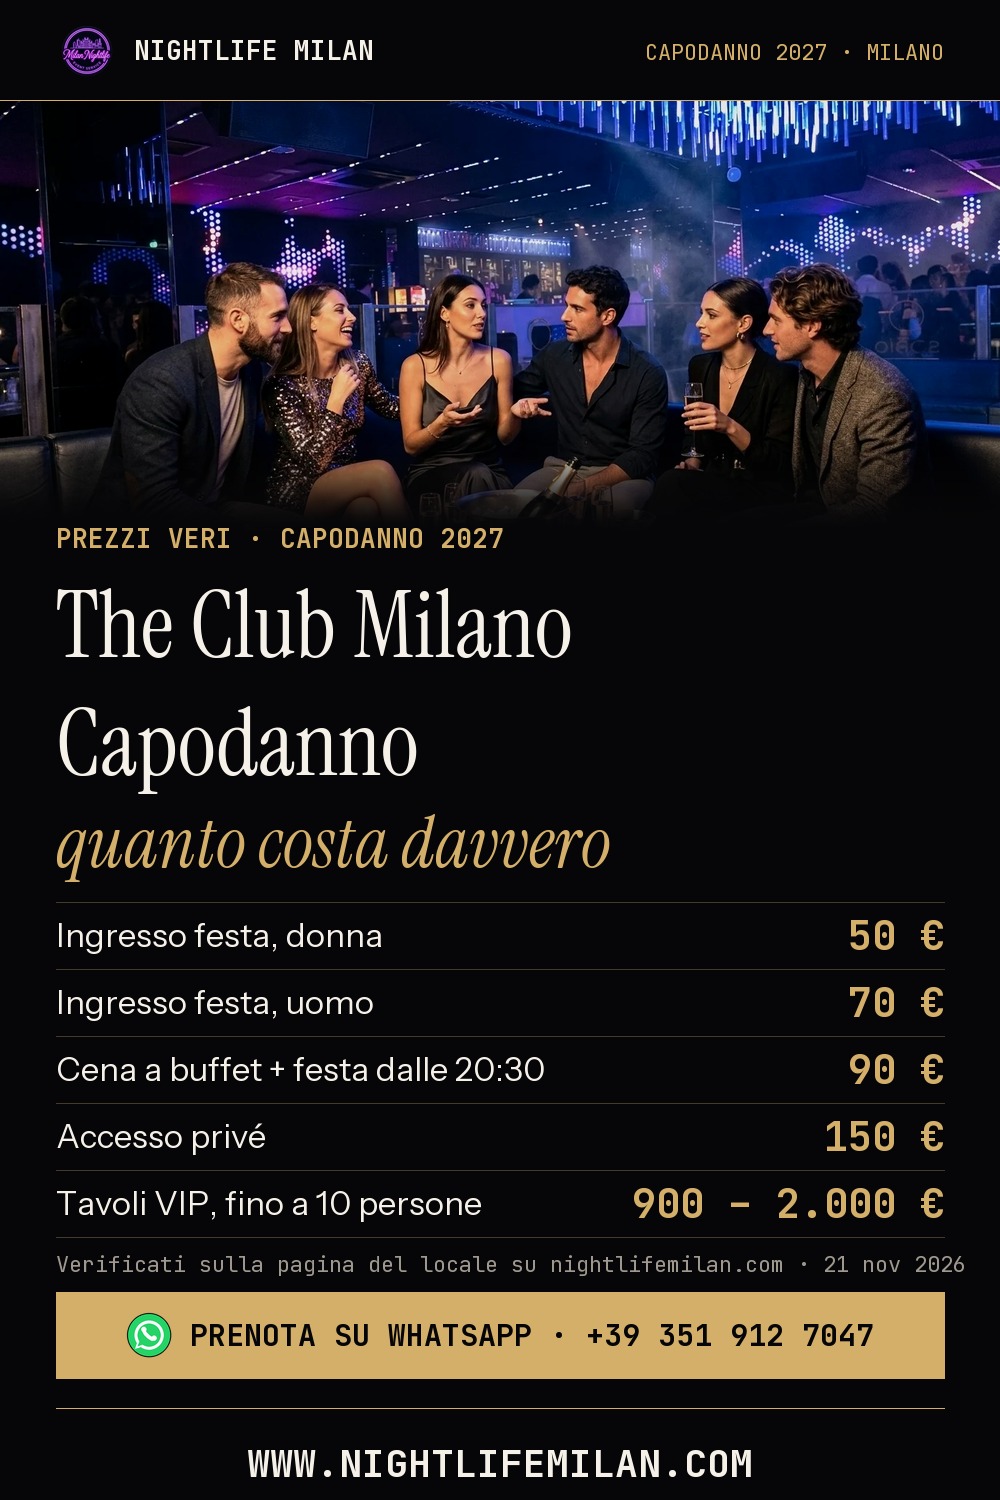 Milan Nightlife
NIGHTLIFE MILAN
CAPODANNO 2027 · MILANO
PREZZI VERI · CAPODANNO 2027
The Club Milano
Capodanno
quanto costa davvero
Ingresso festa, donna 50 €
Ingresso festa, uomo 70 €
Cena a buffet + festa dalle 20:30 90 €
Accesso privé 150 €
Tavoli VIP, fino a 10 persone 900 – 2.000 €
Verificati sulla pagina del locale su nightlifemilan.com · 21 nov 2026
PRENOTA SU WHATSAPP · +39 351 912 7047
WWW.NIGHTLIFEMILAN.COM